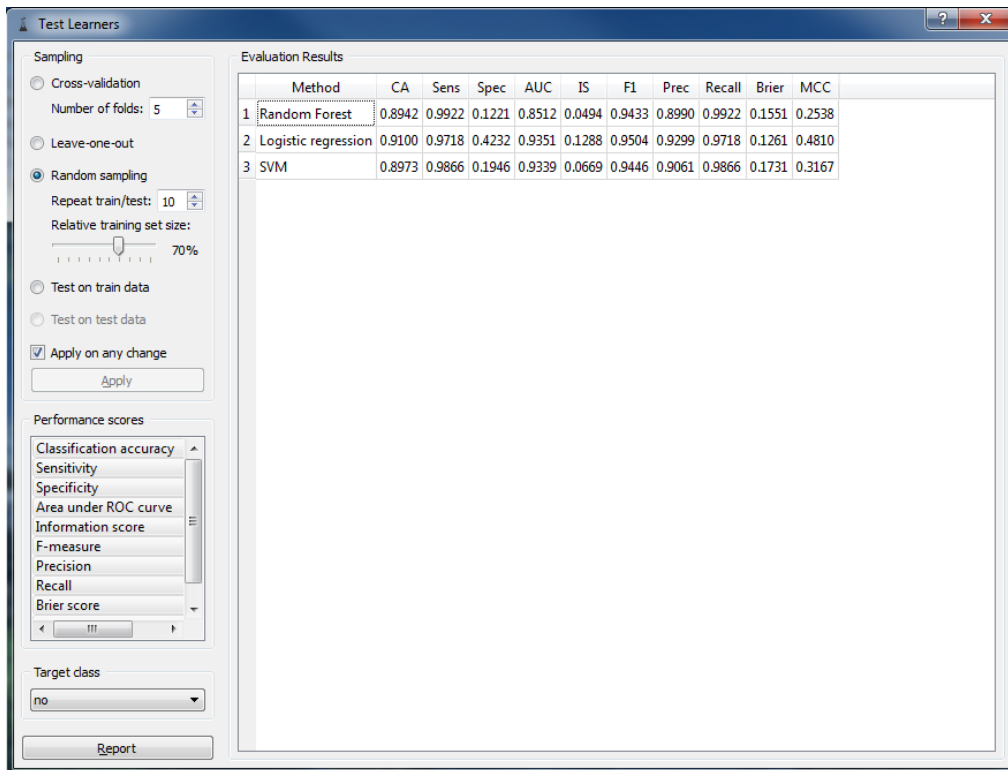 Test Learners
?
x
Sampling
Cross-validation
Number of folds: 5
Leave-one-out
Random sampling
Repeat train/test: 10
Relative training set size:
70%
Test on train data
Test on test data
Apply on any change
Apply
Performance scores
Classification accuracy
Sensitivity
Specificity
Area under ROC curve
Information score
F-measure
Precision
Recall
Brier score
Target class
no
Report
Evaluation Results
Method CA Sens Spec AUC IS F1 Prec Recall Brier MCC
1 Random Forest 0.8942 0.9922 0.1221 0.8512 0.0494 0.9433 0.8990 0.9922 0.1551 0.2538
2 Logistic regression 0.9100 0.9718 0.4232 0.9351 0.1288 0.9504 0.9299 0.9718 0.1261 0.4810
3 SVM 0.8973 0.9866 0.1946 0.9339 0.0669 0.9446 0.9061 0.9866 0.1731 0.3167